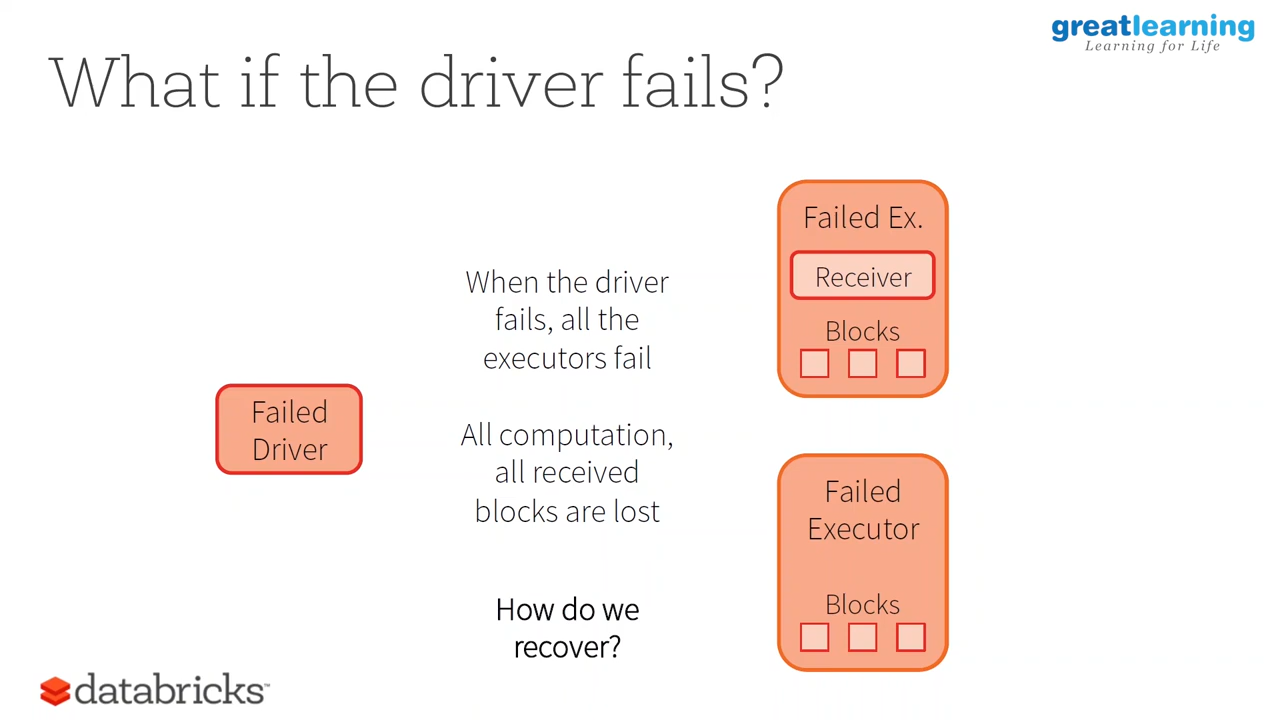 greatlearning
Learning for Life
What if the driver fails?
Failed
Driver
When the driver
fails, all the
executors fail
All computation,
all received
blocks are lost
How do we
recover?
Failed Ex.
Receiver
Blocks
Failed
Executor
Blocks
databricks™